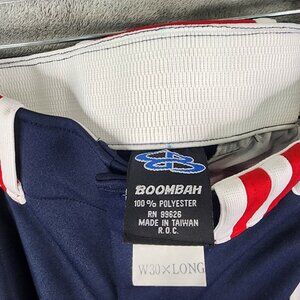 BOOMBAH
100% POLYESTER
RN 99626
MADE IN TAIWAN
R.O.C.
W30×LONG